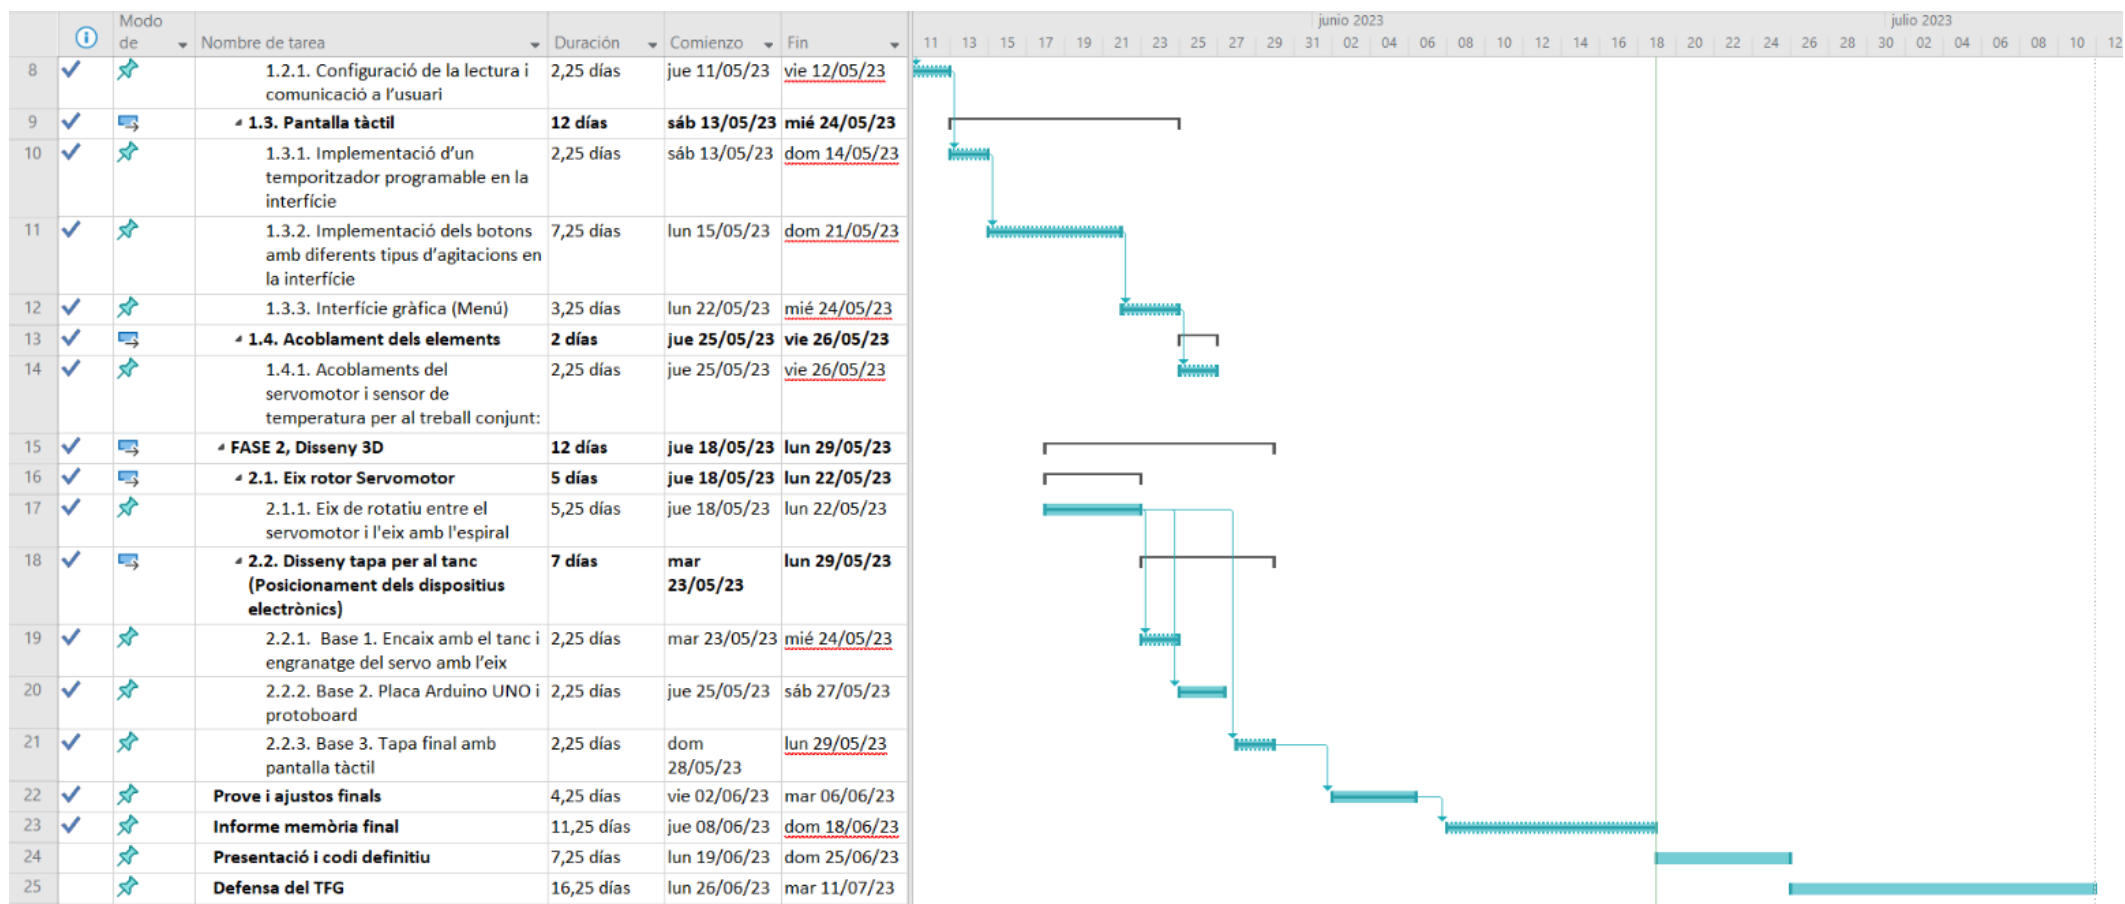 Modo
de Nombre de tarea Duración Comienzo Fin
junio 2023 julio 2023
11 13 15 17 19 21 23 25 27 29 31 02 04 06 08 10 12 14 16 18 20 22 24 26 28 30 02 04 06 08 10 12
8 1.2.1. Configuració de la lectura i 2,25 días jue 11/05/23 vie 12/05/23
comunicació a l’usuari
9 1.3. Pantalla tàctil 12 días sáb 13/05/23 mié 24/05/23
10 1.3.1. Implementació d’un 2,25 días sáb 13/05/23 dom 14/05/23
temporitzador programable en la
interfície
11 1.3.2. Implementació dels botons 7,25 días lun 15/05/23 dom 21/05/23
amb diferents tipus d’agitacions en
la interfície
12 1.3.3. Interfície gràfica (Menú) 3,25 días lun 22/05/23 mié 24/05/23
13 1.4. Acoblament dels elements 2 días jue 25/05/23 vie 26/05/23
14 1.4.1. Acoblaments del 2,25 días jue 25/05/23 vie 26/05/23
servomotor i sensor de
temperatura per al treball conjunt:
15 FASE 2, Disseny 3D 12 días jue 18/05/23 lun 29/05/23
16 2.1. Eix rotor Servomotor 5 días jue 18/05/23 lun 22/05/23
17 2.1.1. Eix de rotatiu entre el 5,25 días jue 18/05/23 lun 22/05/23
servomotor i l'eix amb l'espiral
18 2.2. Disseny tapa per al tanc 7 días mar lun 29/05/23
(Posicionament dels dispositius 23/05/23
electrònics)
19 2.2.1. Base 1. Encaix amb el tanc i 2,25 días mar 23/05/23 mié 24/05/23
engranatge del servo amb l’eix
20 2.2.2. Base 2. Placa Arduino UNO i 2,25 días jue 25/05/23 sáb 27/05/23
protoboard
21 2.2.3. Base 3. Tapa final amb 2,25 días dom lun 29/05/23
pantalla tàctil 28/05/23
22 Prove i ajustos finals 4,25 días vie 02/06/23 mar 06/06/23
23 Informe memòria final 11,25 días jue 08/06/23 dom 18/06/23
24 Presentació i codi definitiu 7,25 días lun 19/06/23 dom 25/06/23
25 Defensa del TFG 16,25 días lun 26/06/23 mar 11/07/23